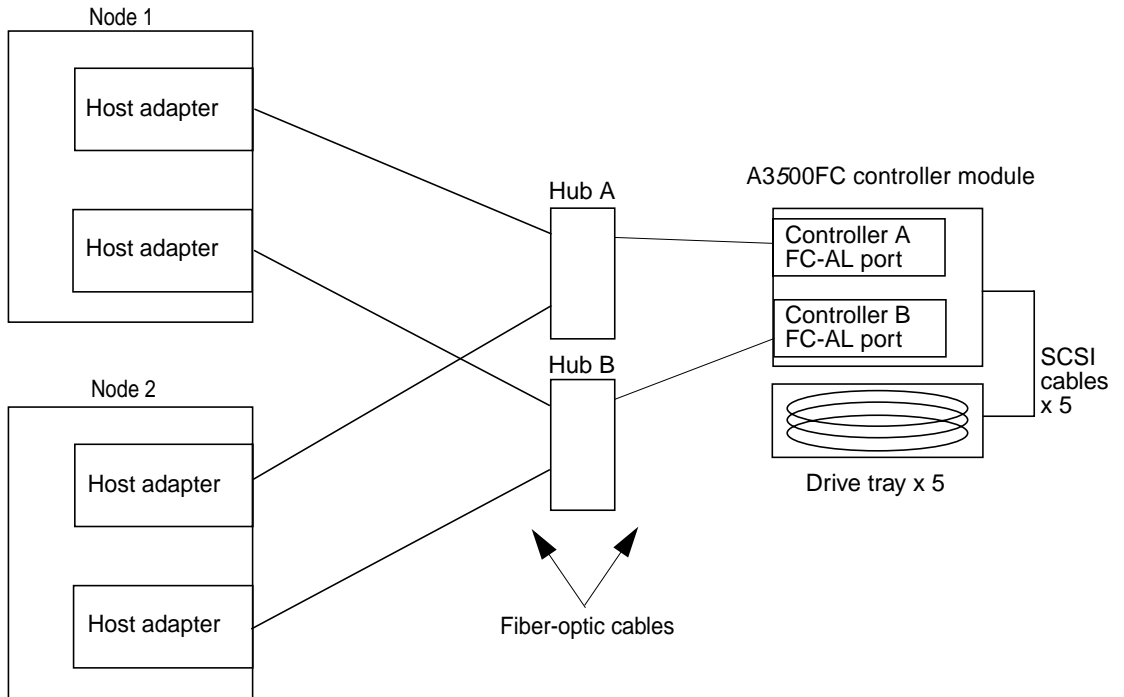 Node 1
Host adapter
Host adapter
Node 2
Host adapter
Host adapter
Hub A
Hub B
Fiber-optic cables
A3500FC controller module
Controller A
FC-AL port
Controller B
FC-AL port
SCSI
cables
x 5
Drive tray x 5